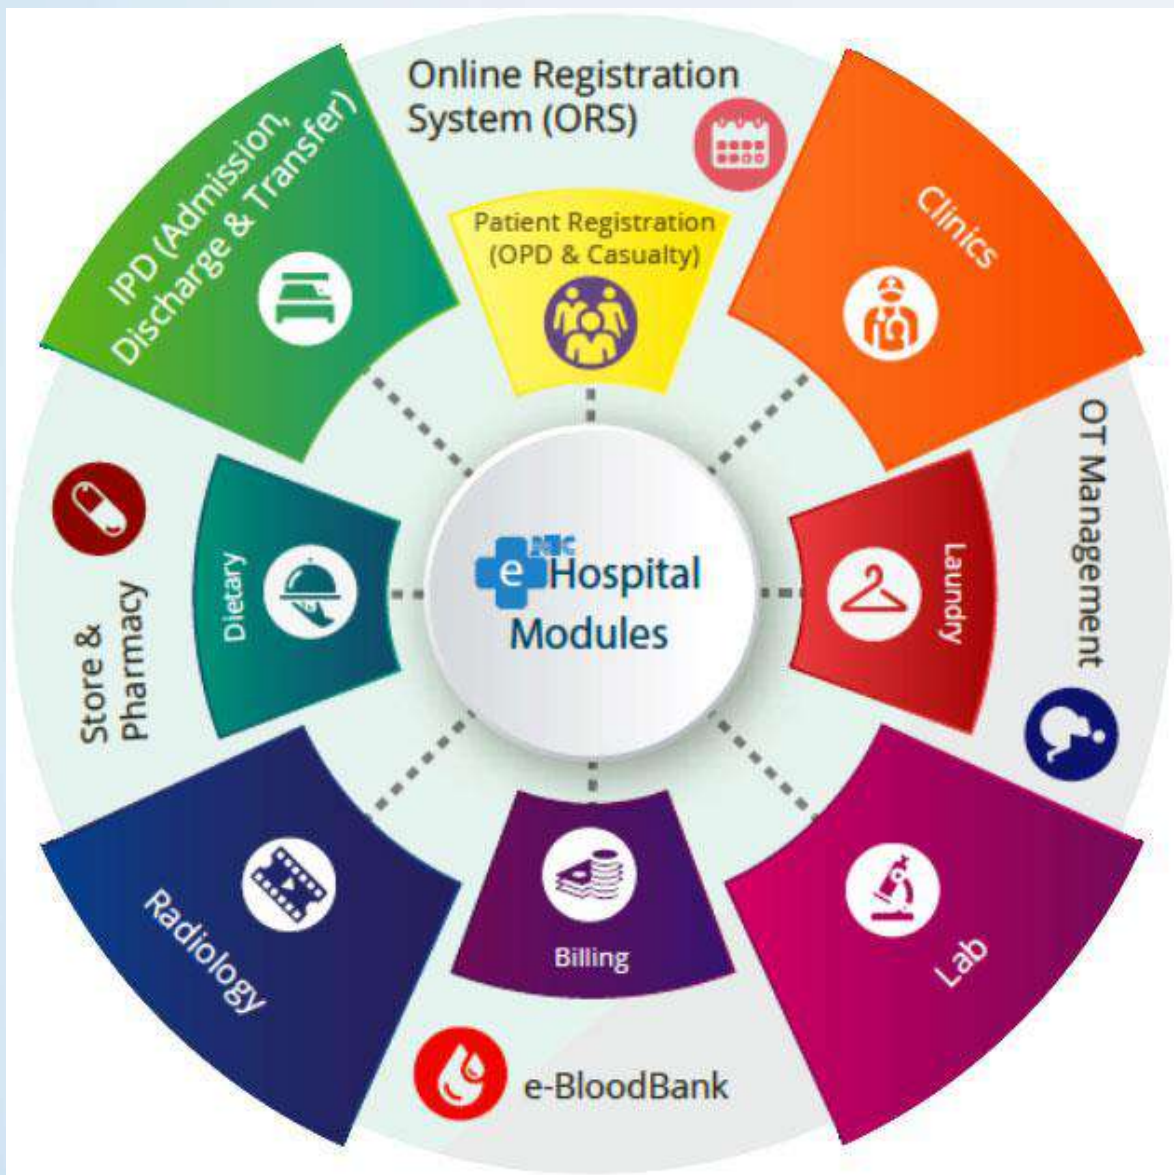 Online Registration
System (ORS)
Patient Registration
(OPD & Casualty)
IPD (Admission,
Discharge & Transfer)
Clinics
OT Management
Laundry
Dietary
Store &
Pharmacy
NIC
e Hospital
Modules
Radiology
Billing
Lab
e-BloodBank